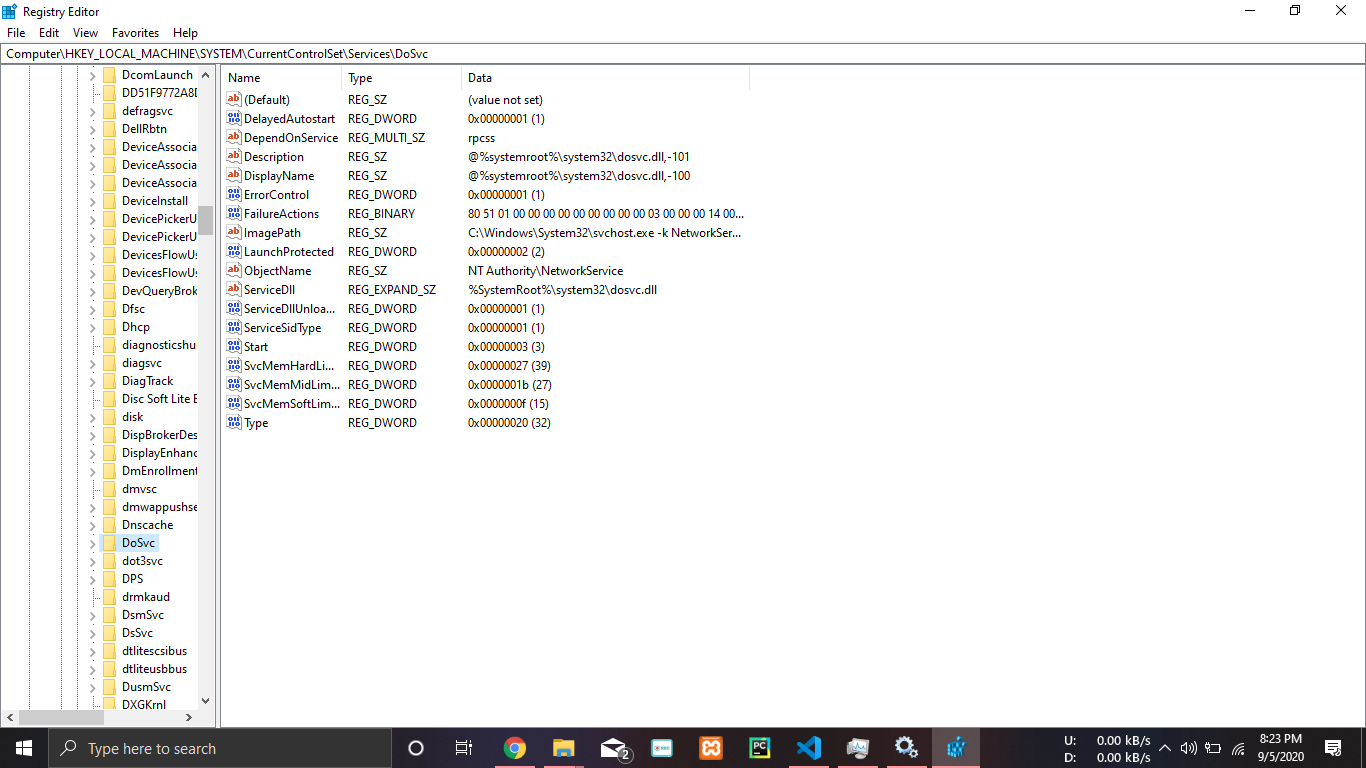 Registry Editor
File Edit View Favorites Help
Computer\HKEY_LOCAL_MACHINE\SYSTEM\CurrentControlSet\Services\DoSvc
DcomLaunch
DD51F9772A8D
defragsvc
DellRbtn
DeviceAssocia
DeviceAssocia
DeviceAssocia
DeviceInstall
DevicePickerU
DevicePickerU
DevicesFlowUs
DevicesFlowUs
DevQueryBrok
Dfsc
Dhcp
diagnosticshu
diagsvc
DiagTrack
Disc Soft Lite E
disk
DispBrokerDes
DisplayEnhanc
DmEnrollment
dmvsc
dmwappushse
Dnscache
DoSvc
dot3svc
DPS
drmkaud
DsmSvc
DsSvc
dtlitescsibus
dtliteusbbus
DusmSvc
DXGKrnl
Name Type Data
(Default) REG_SZ (value not set)
DelayedAutostart REG_DWORD 0x00000001 (1)
DependOnService REG_MULTI_SZ rpcss
Description REG_SZ @%systemroot%\system32\dosvc.dll,-101
DisplayName REG_SZ @%systemroot%\system32\dosvc.dll,-100
ErrorControl REG_DWORD 0x00000001 (1)
FailureActions REG_BINARY 80 51 01 00 00 00 00 00 00 00 00 00 03 00 00 00 14 00...
ImagePath REG_SZ C:\Windows\System32\svchost.exe -k NetworkSer...
LaunchProtected REG_DWORD 0x00000002 (2)
ObjectName REG_SZ NT Authority\NetworkService
ServiceDll REG_EXPAND_SZ %SystemRoot%\system32\dosvc.dll
ServiceDllUnloa... REG_DWORD 0x00000001 (1)
ServiceSidType REG_DWORD 0x00000001 (1)
Start REG_DWORD 0x00000003 (3)
SvcMemHardLi... REG_DWORD 0x00000027 (39)
SvcMemMidLim... REG_DWORD 0x0000001b (27)
SvcMemSoftLim... REG_DWORD 0x0000000f (15)
Type REG_DWORD 0x00000020 (32)
Type here to search
2
PC
U: 0.00 kB/s
D: 0.00 kB/s
8:23 PM
9/5/2020